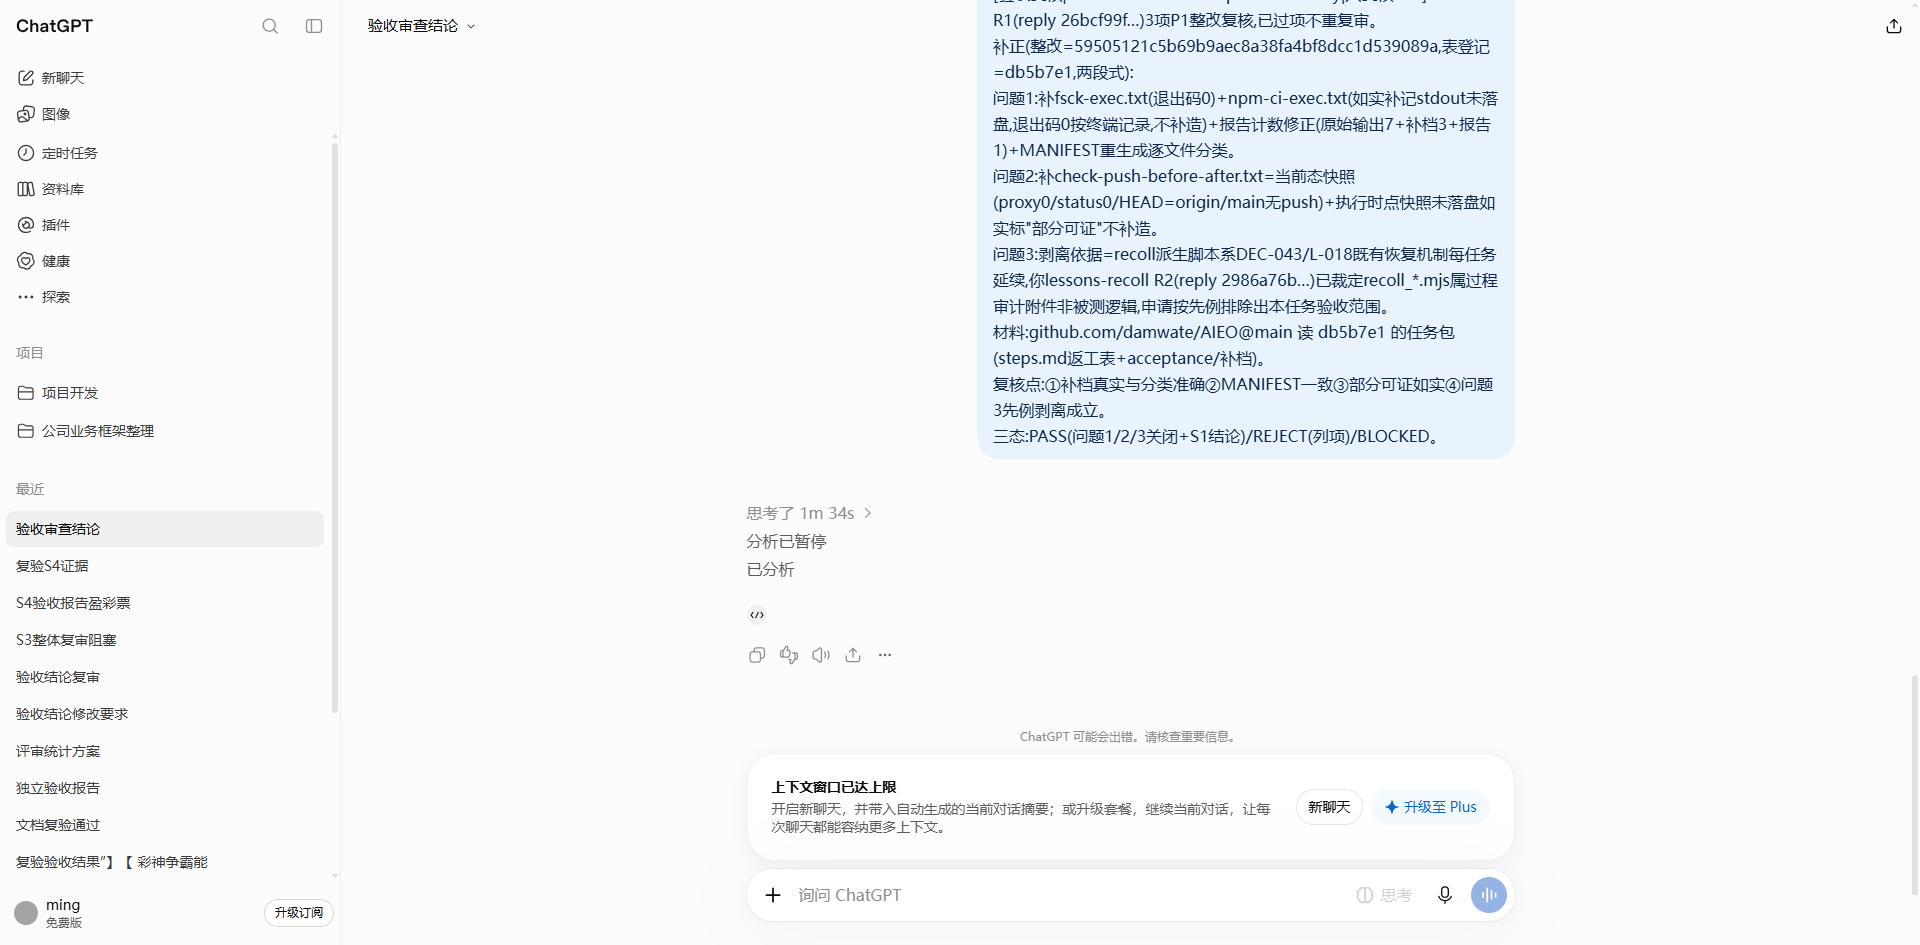 ChatGPT
新聊天
图像
定时任务
资料库
插件
健康
探索
项目
项目开发
公司业务框架整理
最近
验收审查结论
复验S4证据
S4验收报告盈彩票
S3整体复审阻塞
验收结论复审
验收结论修改要求
评审统计方案
独立验收报告
文档复验通过
复验验收结果”】【 彩神争霸能
ming
免费版
升级订阅
验收审查结论
R1(reply 26bcf99f...)3项P1整改复核,已过项不重复审。
补正(整改=59505121c5b69b9aec8a38fa4bf8dcc1d539089a,表登记
=db5b7e1,两段式):
问题1:补fsck-exec.txt(退出码0)+npm-ci-exec.txt(如实补记stdout未落
盘,退出码0按终端记录,不补造)+报告计数修正(原始输出7+补档3+报告
1)+MANIFEST重生成逐文件分类。
问题2:补check-push-before-after.txt=当前态快照
(proxy0/status0/HEAD=origin/main无push)+执行时点快照未落盘如
实标"部分可证"不补造。
问题3:剥离依据=recoll派生脚本系DEC-043/L-018既有恢复机制每任务
延续,你lessons-recoll R2(reply 2986a76b...)已裁定recoll_*.mjs属过程
审计附件非被测逻辑,申请按先例排除出本任务验收范围。
材料:github.com/damwate/AIEO@main 读 db5b7e1 的任务包
(steps.md返工表+acceptance/补档)。
复核点:①补档真实与分类准确②MANIFEST一致③部分可证如实④问题
3先例剥离成立。
三态:PASS(问题1/2/3关闭+S1结论)/REJECT(列项)/BLOCKED。
思考了 1m 34s
分析已暂停
已分析
ChatGPT 可能会出错。请核查重要信息。
上下文窗口已达上限
开启新聊天，并带入自动生成的当前对话摘要；或升级套餐，继续当前对话，让每
次聊天都能容纳更多上下文。
新聊天
升级至 Plus
询问 ChatGPT
思考